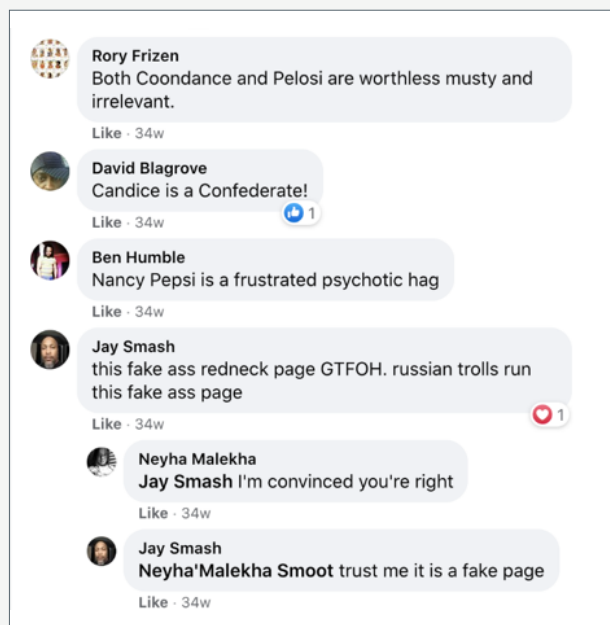 Rory Frizen
Both Coondance and Pelosi are worthless musty and
irrelevant.
Like · 34w
David Blagrove
Candice is a Confederate!
1
Like · 34w
Ben Humble
Nancy Pepsi is a frustrated psychotic hag
Like · 34w
Jay Smash
this fake ass redneck page GTFOH. russian trolls run
this fake ass page
1
Like · 34w
Neyha Malekha
Jay Smash I'm convinced you're right
Like · 34w
Jay Smash
Neyha'Malekha Smoot trust me it is a fake page
Like · 34w